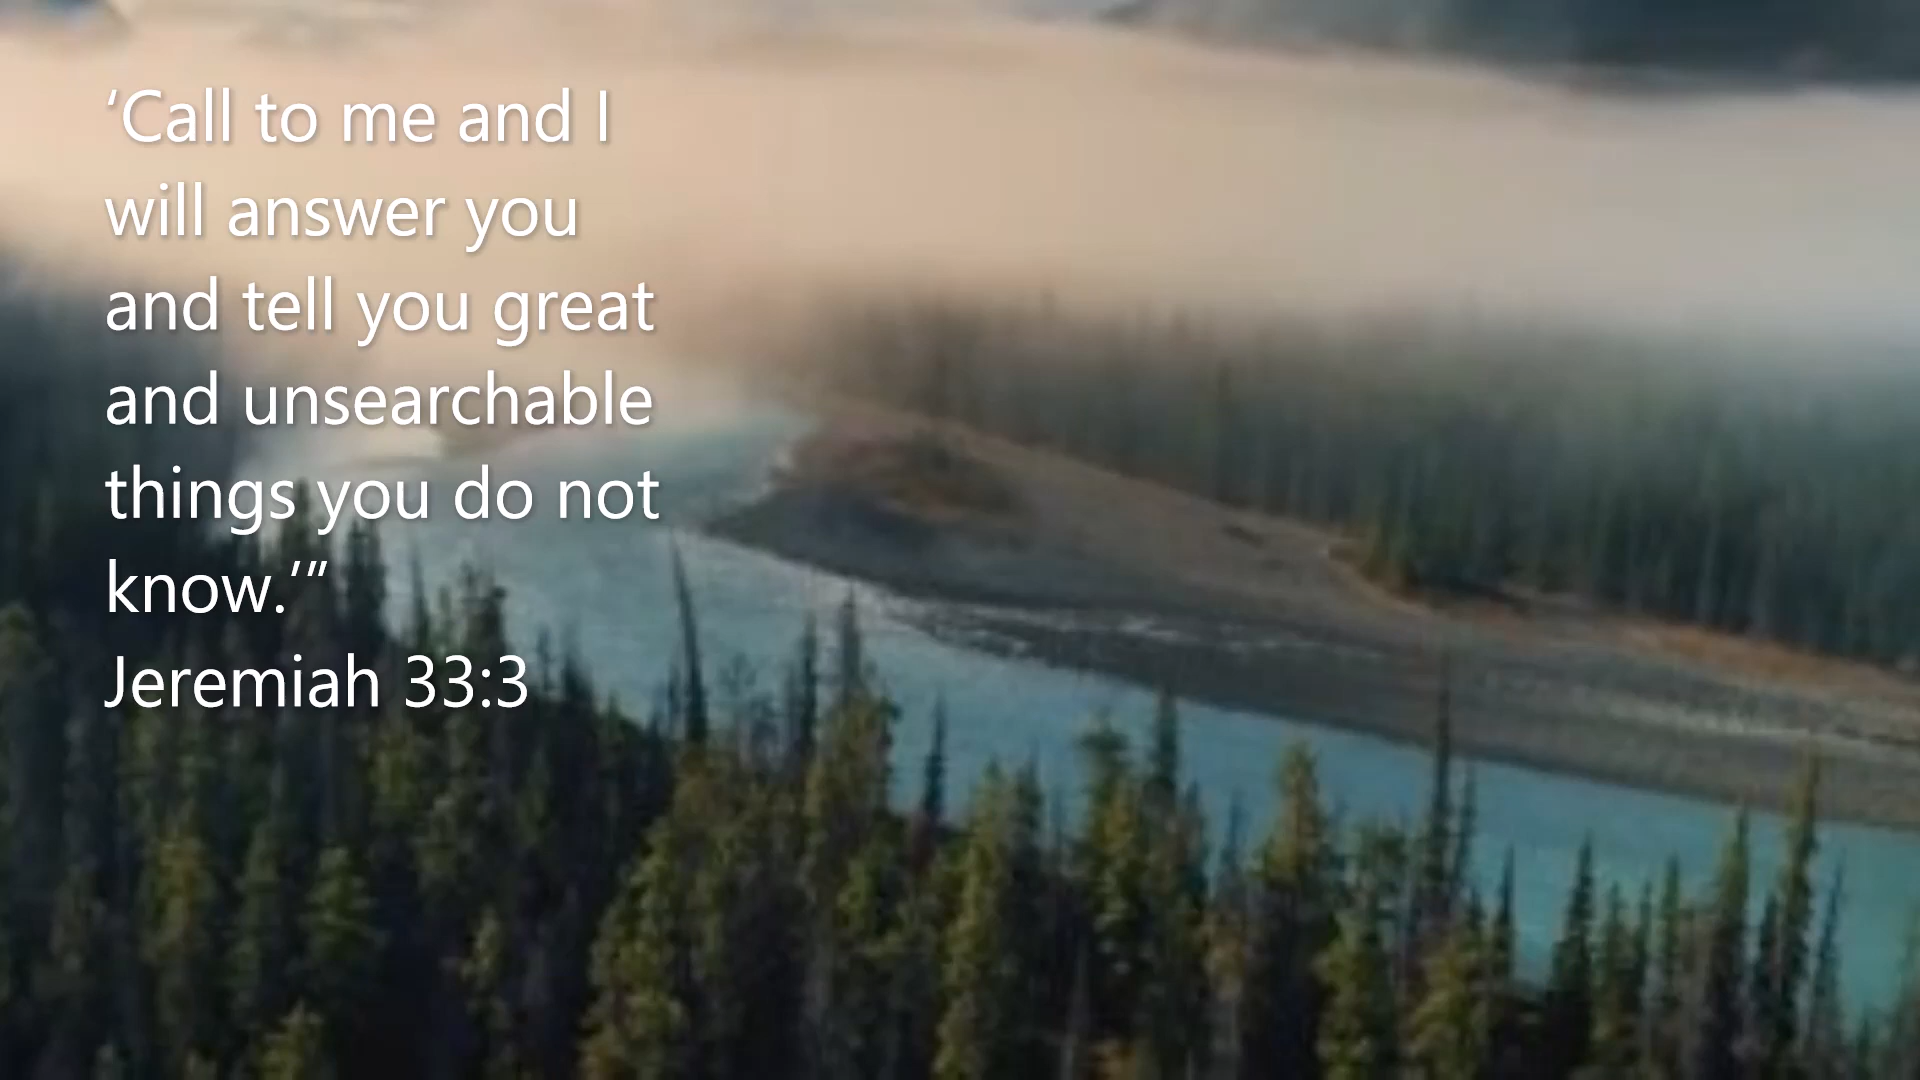 ‘Call to me and I
will answer you
and tell you great
and unsearchable
things you do not
know.’”
Jeremiah 33:3